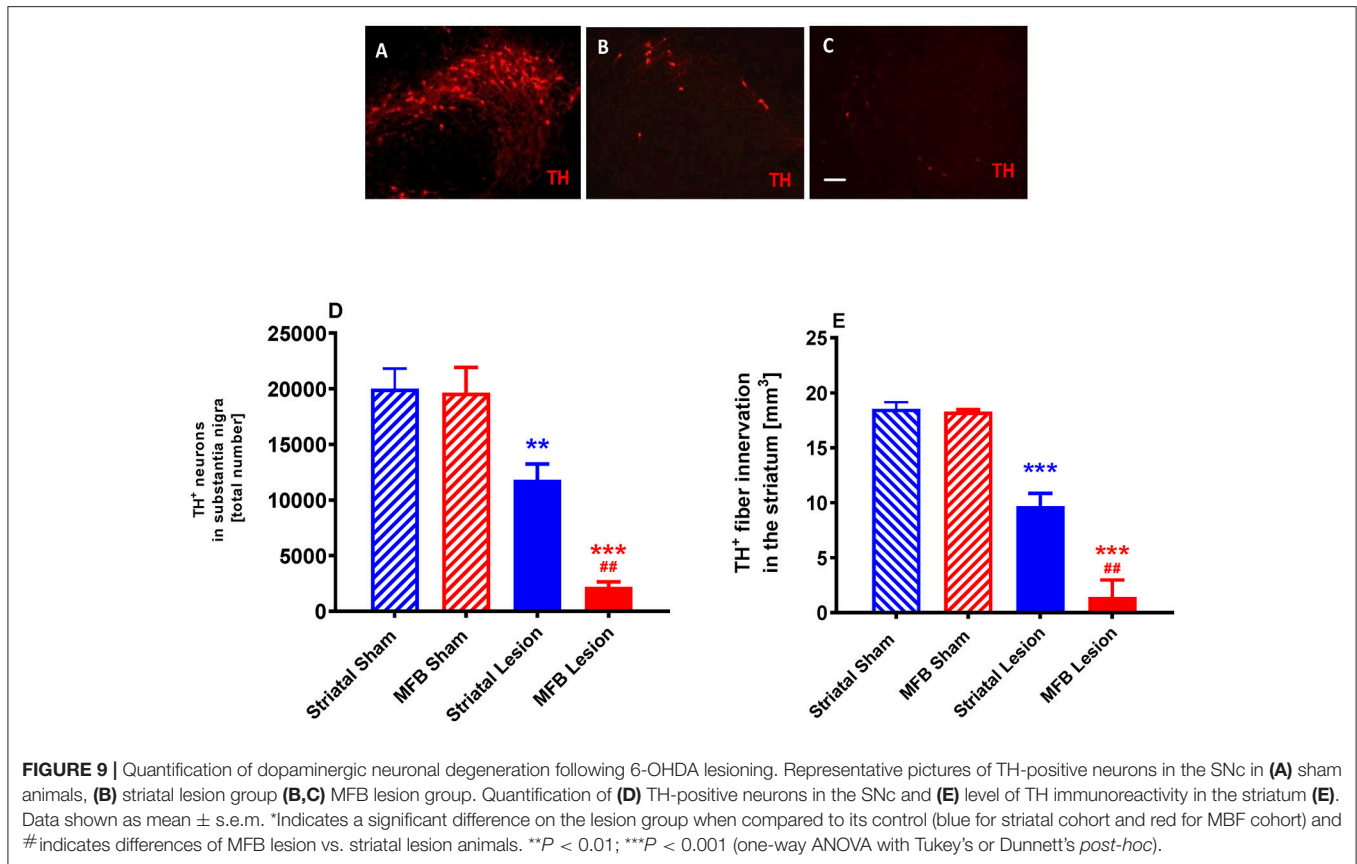 A
B
C
TH
TH
TH
D
25000
20000
15000
10000
5000
0
TH⁺ neurons
in substantia nigra
[total number]
**
***
##
Striatal Sham
MFB Sham
Striatal Lesion
MFB Lesion
E
25
20
15
10
5
0
TH⁺ fiber innervation
in the striatum [mm³]
***
***
##
Striatal Sham
MFB Sham
Striatal Lesion
MFB Lesion
FIGURE 9 | Quantification of dopaminergic neuronal degeneration following 6-OHDA lesioning. Representative pictures of TH-positive neurons in the SNc in (A) sham
animals, (B) striatal lesion group (B,C) MFB lesion group. Quantification of (D) TH-positive neurons in the SNc and (E) level of TH immunoreactivity in the striatum (E).
Data shown as mean ± s.e.m. *Indicates a significant difference on the lesion group when compared to its control (blue for striatal cohort and red for MBF cohort) and
#indicates differences of MFB lesion vs. striatal lesion animals. **P < 0.01; ***P < 0.001 (one-way ANOVA with Tukey's or Dunnett's post-hoc).